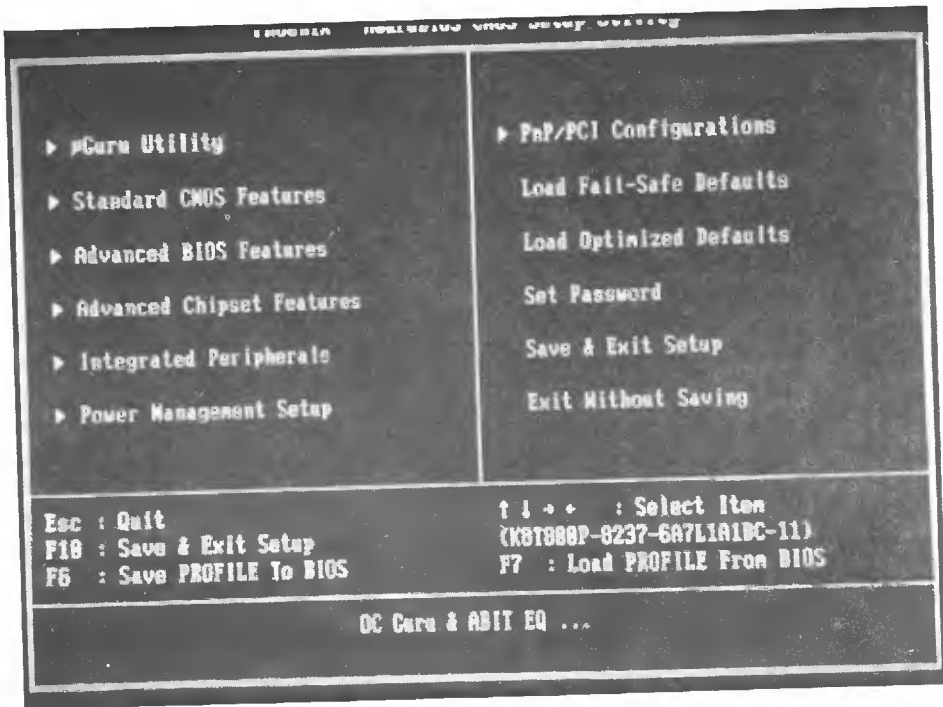 CMOS Setup Utility
▸ µGuru Utility
▸ Standard CMOS Features
▸ Advanced BIOS Features
▸ Advanced Chipset Features
▸ Integrated Peripherals
▸ Power Management Setup
▸ PnP/PCI Configurations
Load Fail-Safe Defaults
Load Optimized Defaults
Set Password
Save & Exit Setup
Exit Without Saving
Esc : Quit
F10 : Save & Exit Setup
F6 : Save PROFILE To BIOS
↑ ↓ → ← : Select Item
(K8T800P-8237-6A7L1A1BC-11)
F7 : Load PROFILE From BIOS
OC Guru & ABIT EQ ...